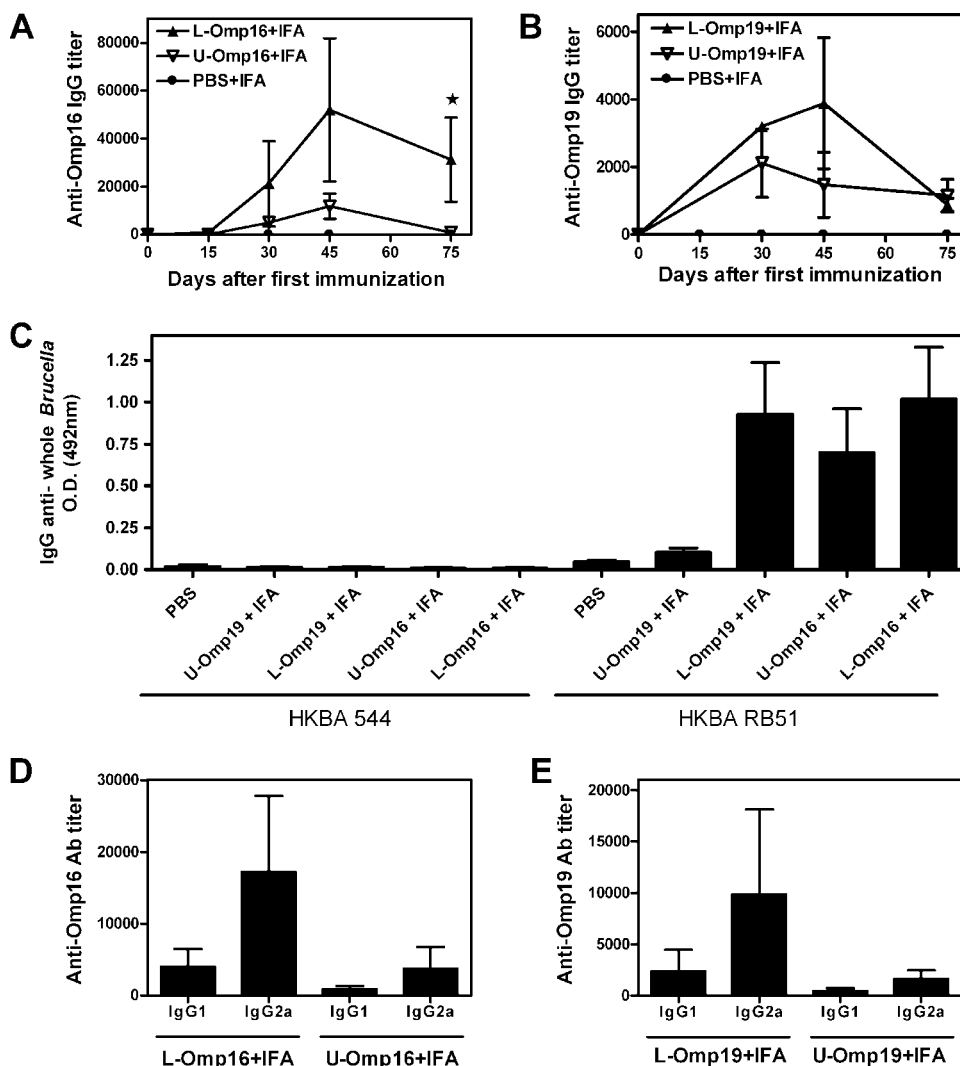 A
L-Omp16+IFA
U-Omp16+IFA
PBS+IFA
Anti-Omp16 IgG titer
80000
60000
40000
20000
0
★
0 15 30 45 60 75
Days after first immunization
B
L-Omp19+IFA
U-Omp19+IFA
PBS+IFA
Anti-Omp19 IgG titer
6000
4000
2000
0
0 15 30 45 60 75
Days after first immunization
C
IgG anti- whole Brucella
O.D. (492nm)
1.25
1.00
0.75
0.50
0.25
0.00
PBS
U-Omp19 + IFA
L-Omp19 + IFA
U-Omp16 + IFA
L-Omp16 + IFA
PBS
U-Omp19 + IFA
L-Omp19 + IFA
U-Omp16 + IFA
L-Omp16 + IFA
HKBA 544
HKBA RB51
D
Anti-Omp16 Ab titer
30000
20000
10000
0
IgG1 IgG2a IgG1 IgG2a
L-Omp16+IFA U-Omp16+IFA
E
Anti-Omp19 Ab titer
20000
15000
10000
5000
0
IgG1 IgG2a IgG1 IgG2a
L-Omp19+IFA U-Omp19+IFA